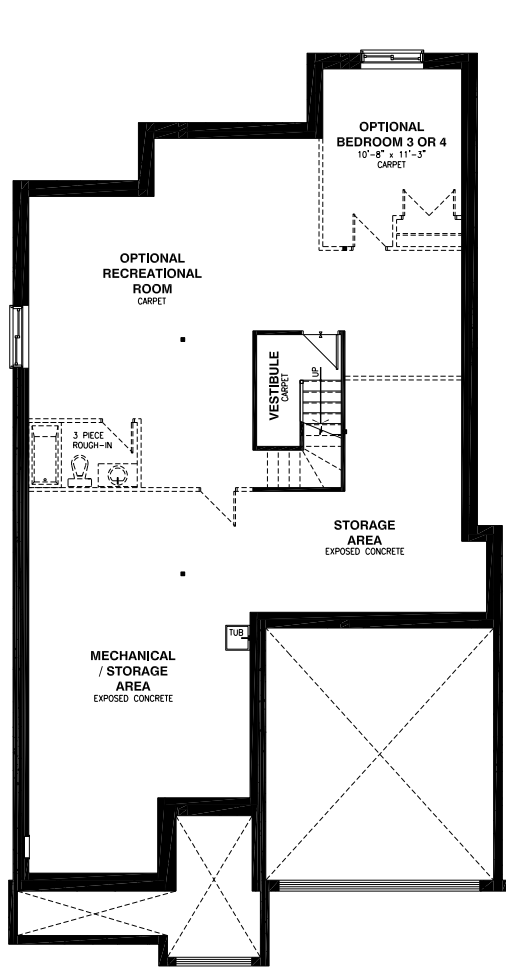 OPTIONAL
BEDROOM 3 OR 4
10'-8" x 11'-3"
CARPET
OPTIONAL
RECREATIONAL
ROOM
CARPET
VESTIBULE
CARPET
UP
3 PIECE
ROUGH-IN
STORAGE
AREA
EXPOSED CONCRETE
TUB
MECHANICAL
/ STORAGE
AREA
EXPOSED CONCRETE